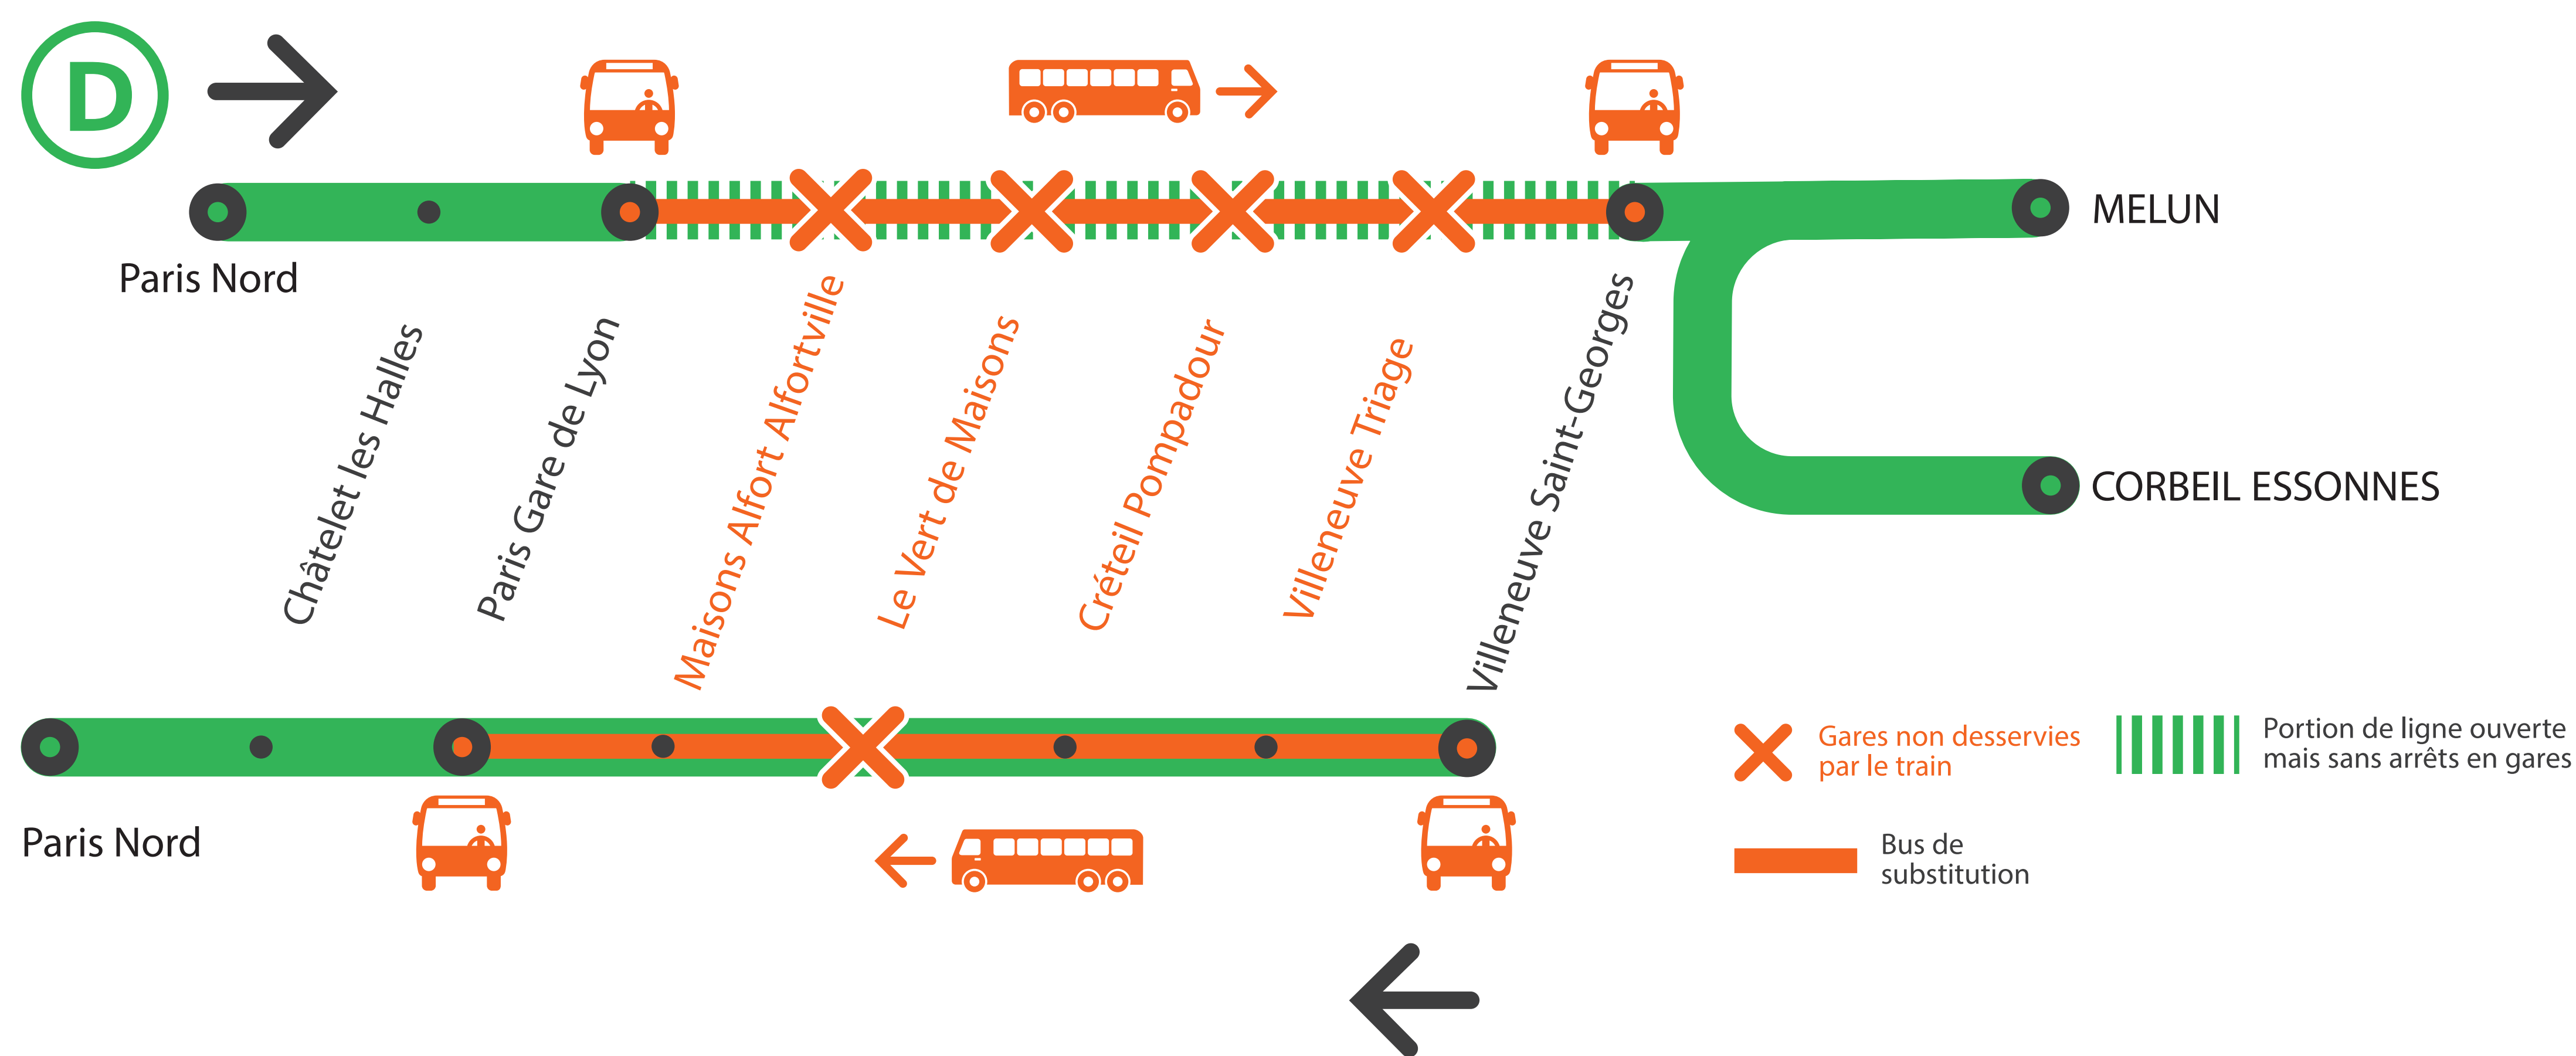 D
MELUN
Paris Nord
Châtelet les Halles
Paris Gare de Lyon
Maisons Alfort Alfortville
Le Vert de Maisons
Créteil Pompadour
Villeneuve Triage
Villeneuve Saint-Georges
CORBEIL ESSONNES
Paris Nord
Gares non desservies
par le train
Portion de ligne ouverte
mais sans arrêts en gares
Bus de
substitution